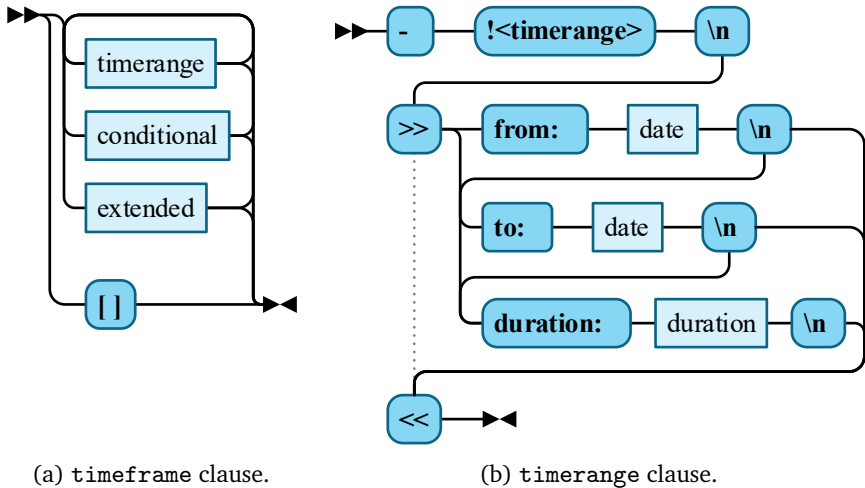 timerange
conditional
extended
[ ]
(a) timeframe clause.
- !<timerange> \n
>> from: date \n
to: date \n
duration: duration \n
<<
(b) timerange clause.